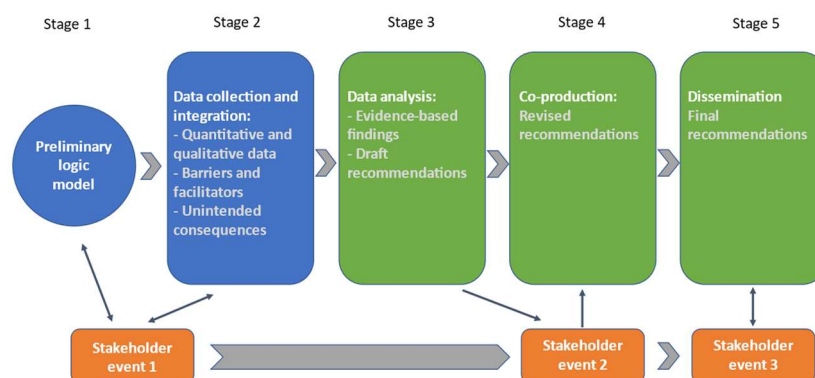 Stage 1
Stage 2
Stage 3
Stage 4
Stage 5
Preliminary
logic
model
Data collection and
integration:
- Quantitative and
qualitative data
- Barriers and
facilitators
- Unintended
consequences
Data analysis:
- Evidence-based
findings
- Draft
recommendations
Co-production:
Revised
recommendations
Dissemination
Final
recommendations
Stakeholder
event 1
Stakeholder
event 2
Stakeholder
event 3